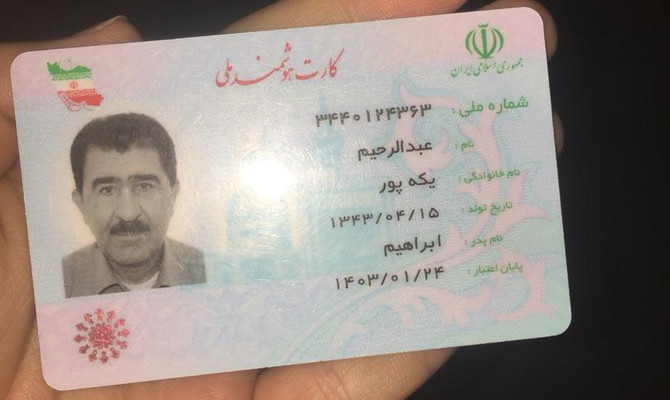 کارت هوشمند ملی
جمهوری اسلامی ایران
شماره ملی : ۳۴۴۰۱۲۴۳۶۳
نام : عبدالرحیم
نام خانوادگی : یکه پور
تاریخ تولد : ۱۳۴۳/۰۴/۱۵
نام پدر : ابراهیم
پایان اعتبار : ۱۴۰۳/۰۱/۲۴